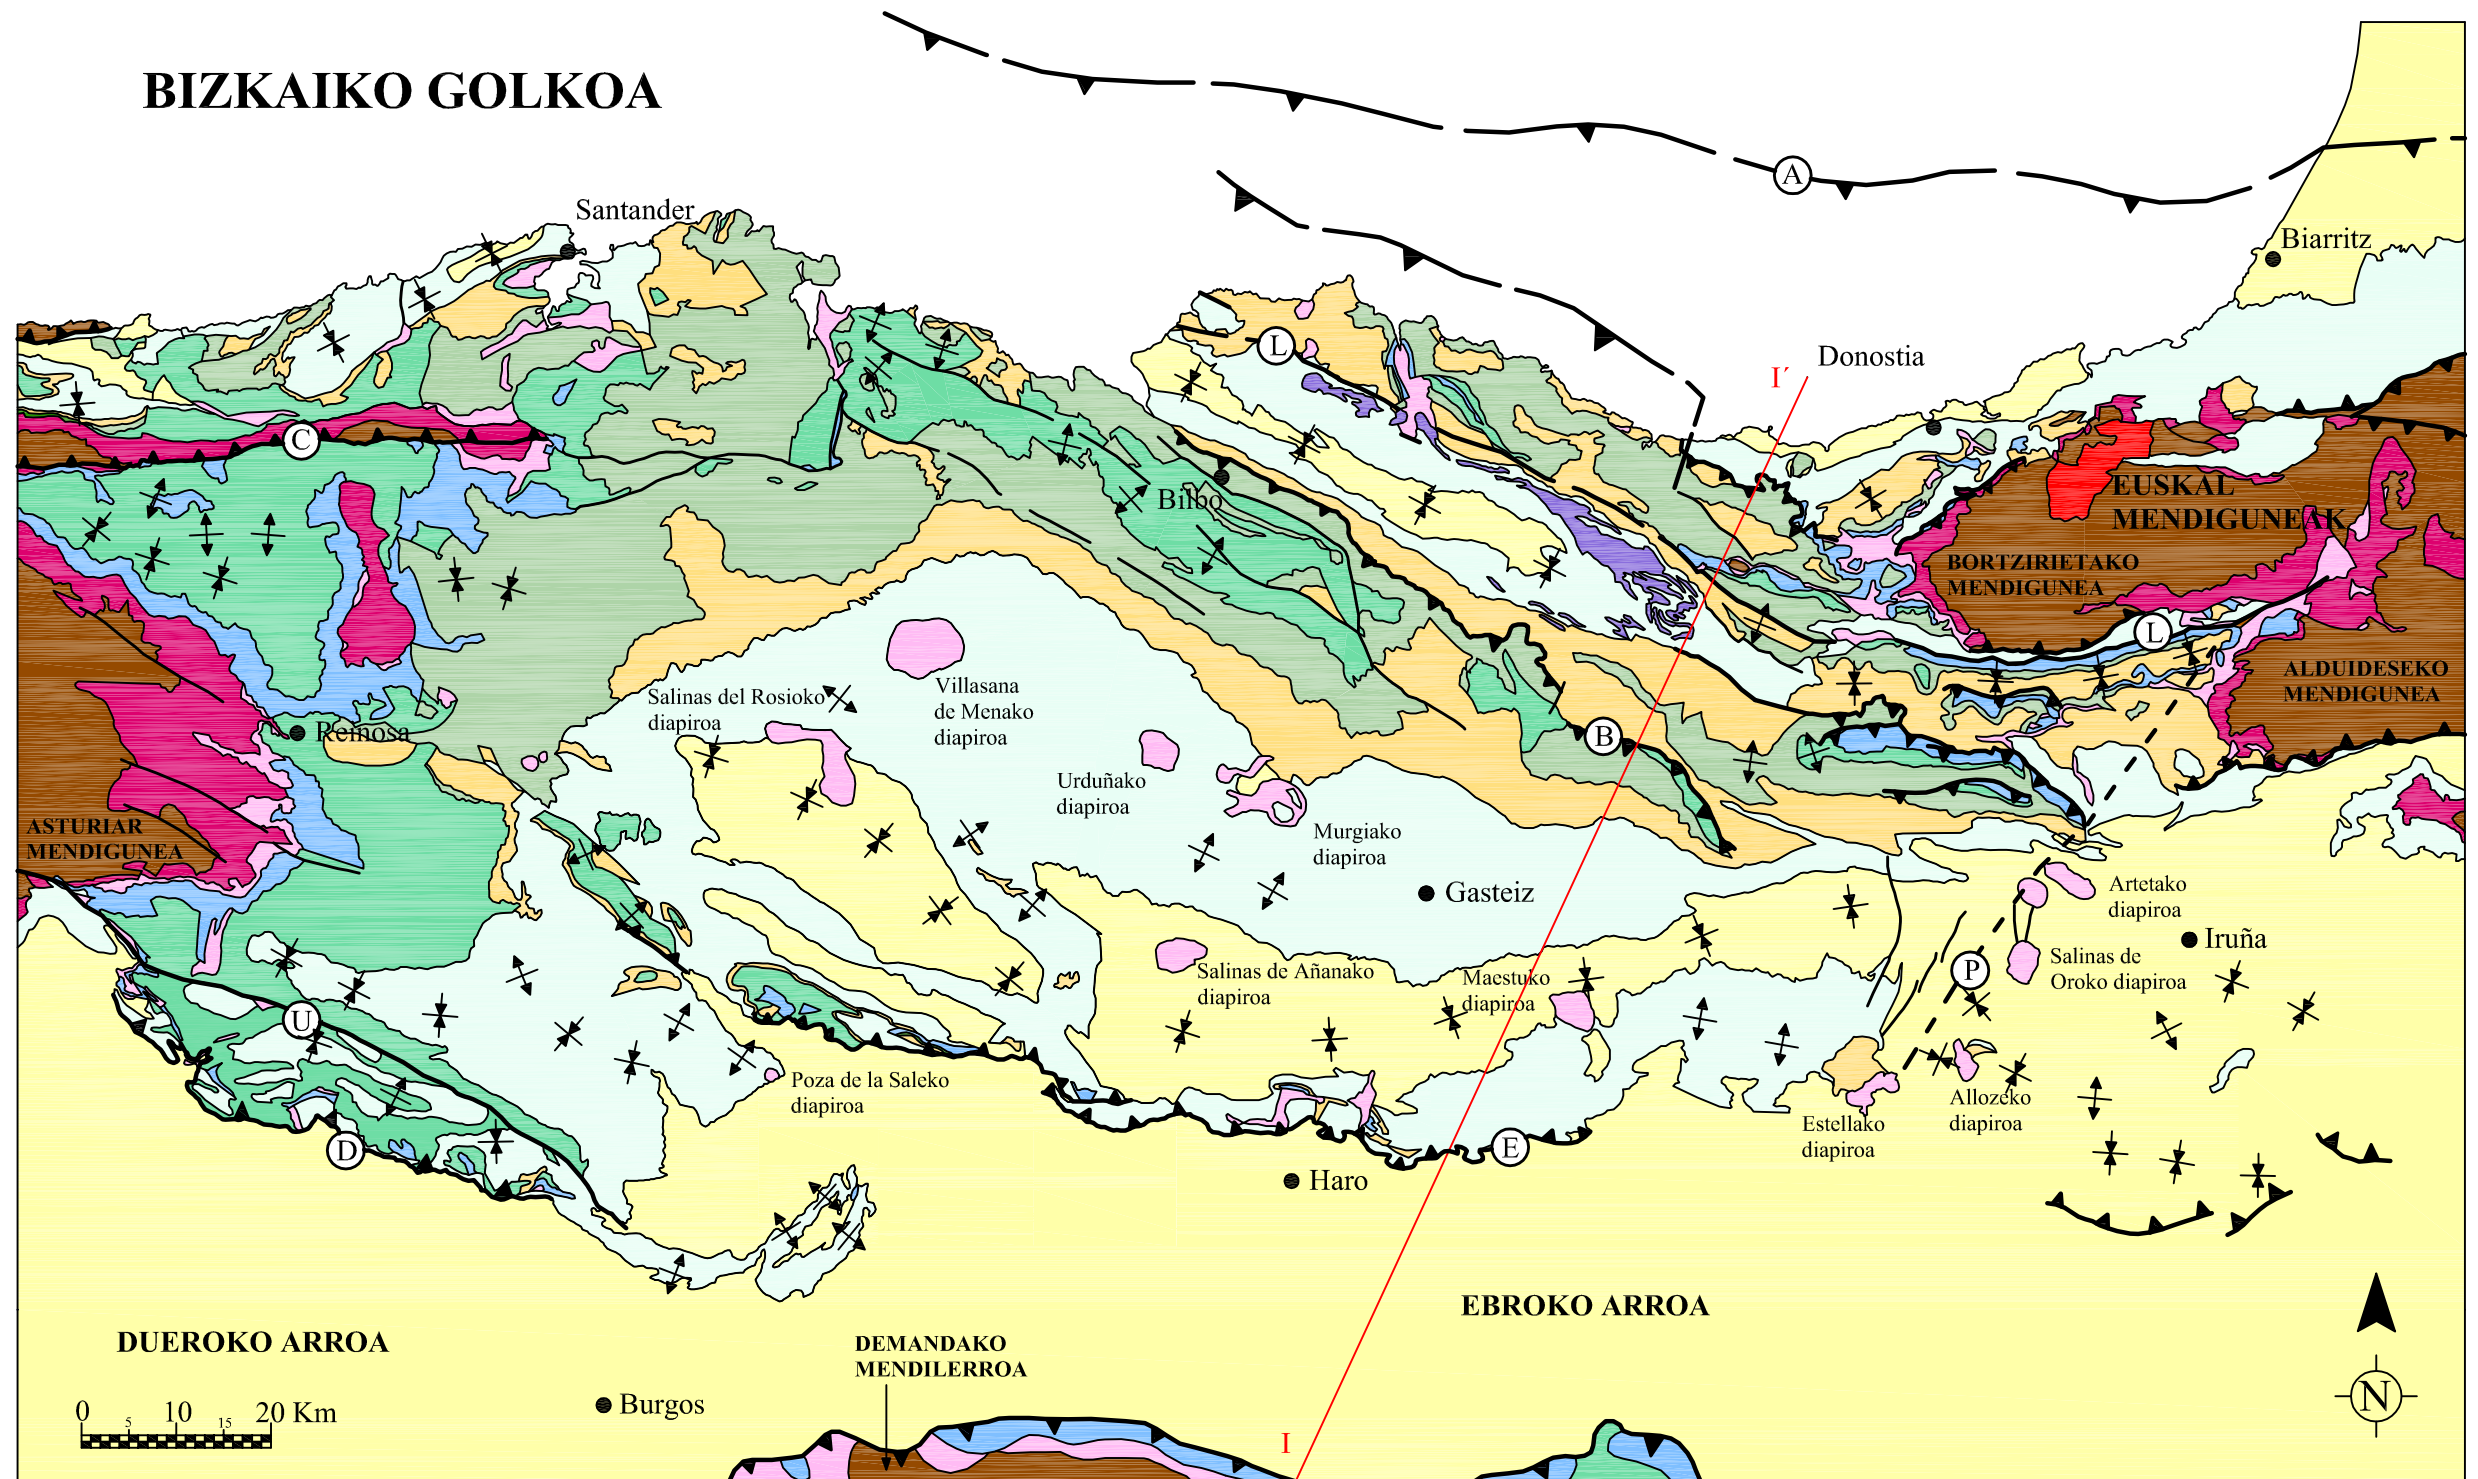 BIZKAIKO GOLKOA
A
Santander
Biarritz
L
Donostia
I´
C
Bilbo
EUSKAL
MENDIGUNEAK
BORTZIRIETAKO
MENDIGUNEA
L
ALDUIDESEKO
MENDIGUNEA
Salinas del Rosioko
diapiroa
Villasana
de Menako
diapiroa
Reinosa
B
Urduñako
diapiroa
Murgiako
diapiroa
ASTURIAR
MENDIGUNEA
Gasteiz
Artetako
diapiroa
Iruña
Salinas de Añanako
diapiroa
Maestuko
diapiroa
P
Salinas de
Oroko diapiroa
U
Poza de la Saleko
diapiroa
Allozeko
diapiroa
Estellako
diapiroa
D
E
Haro
EBROKO ARROA
DUEROKO ARROA
DEMANDAKO
MENDILERROA
Burgos
0 5 10 15 20 Km
I
N